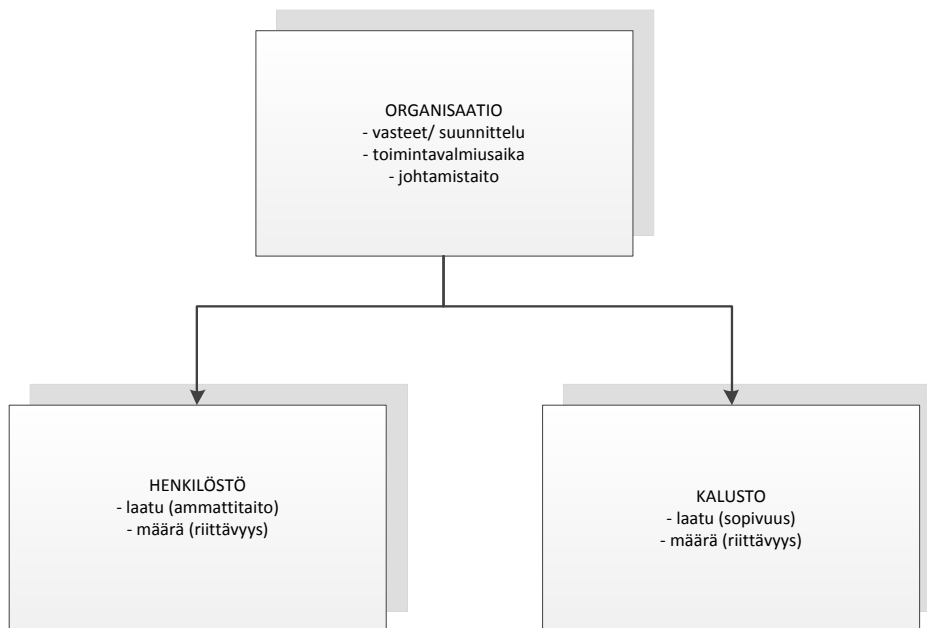 ORGANISAATIO
- vasteet/ suunnittelu
- toimintavalmiusaika
- johtamistaito
HENKILÖSTÖ
- laatu (ammattitaito)
- määrä (riittävyys)
KALUSTO
- laatu (sopivuus)
- määrä (riittävyys)